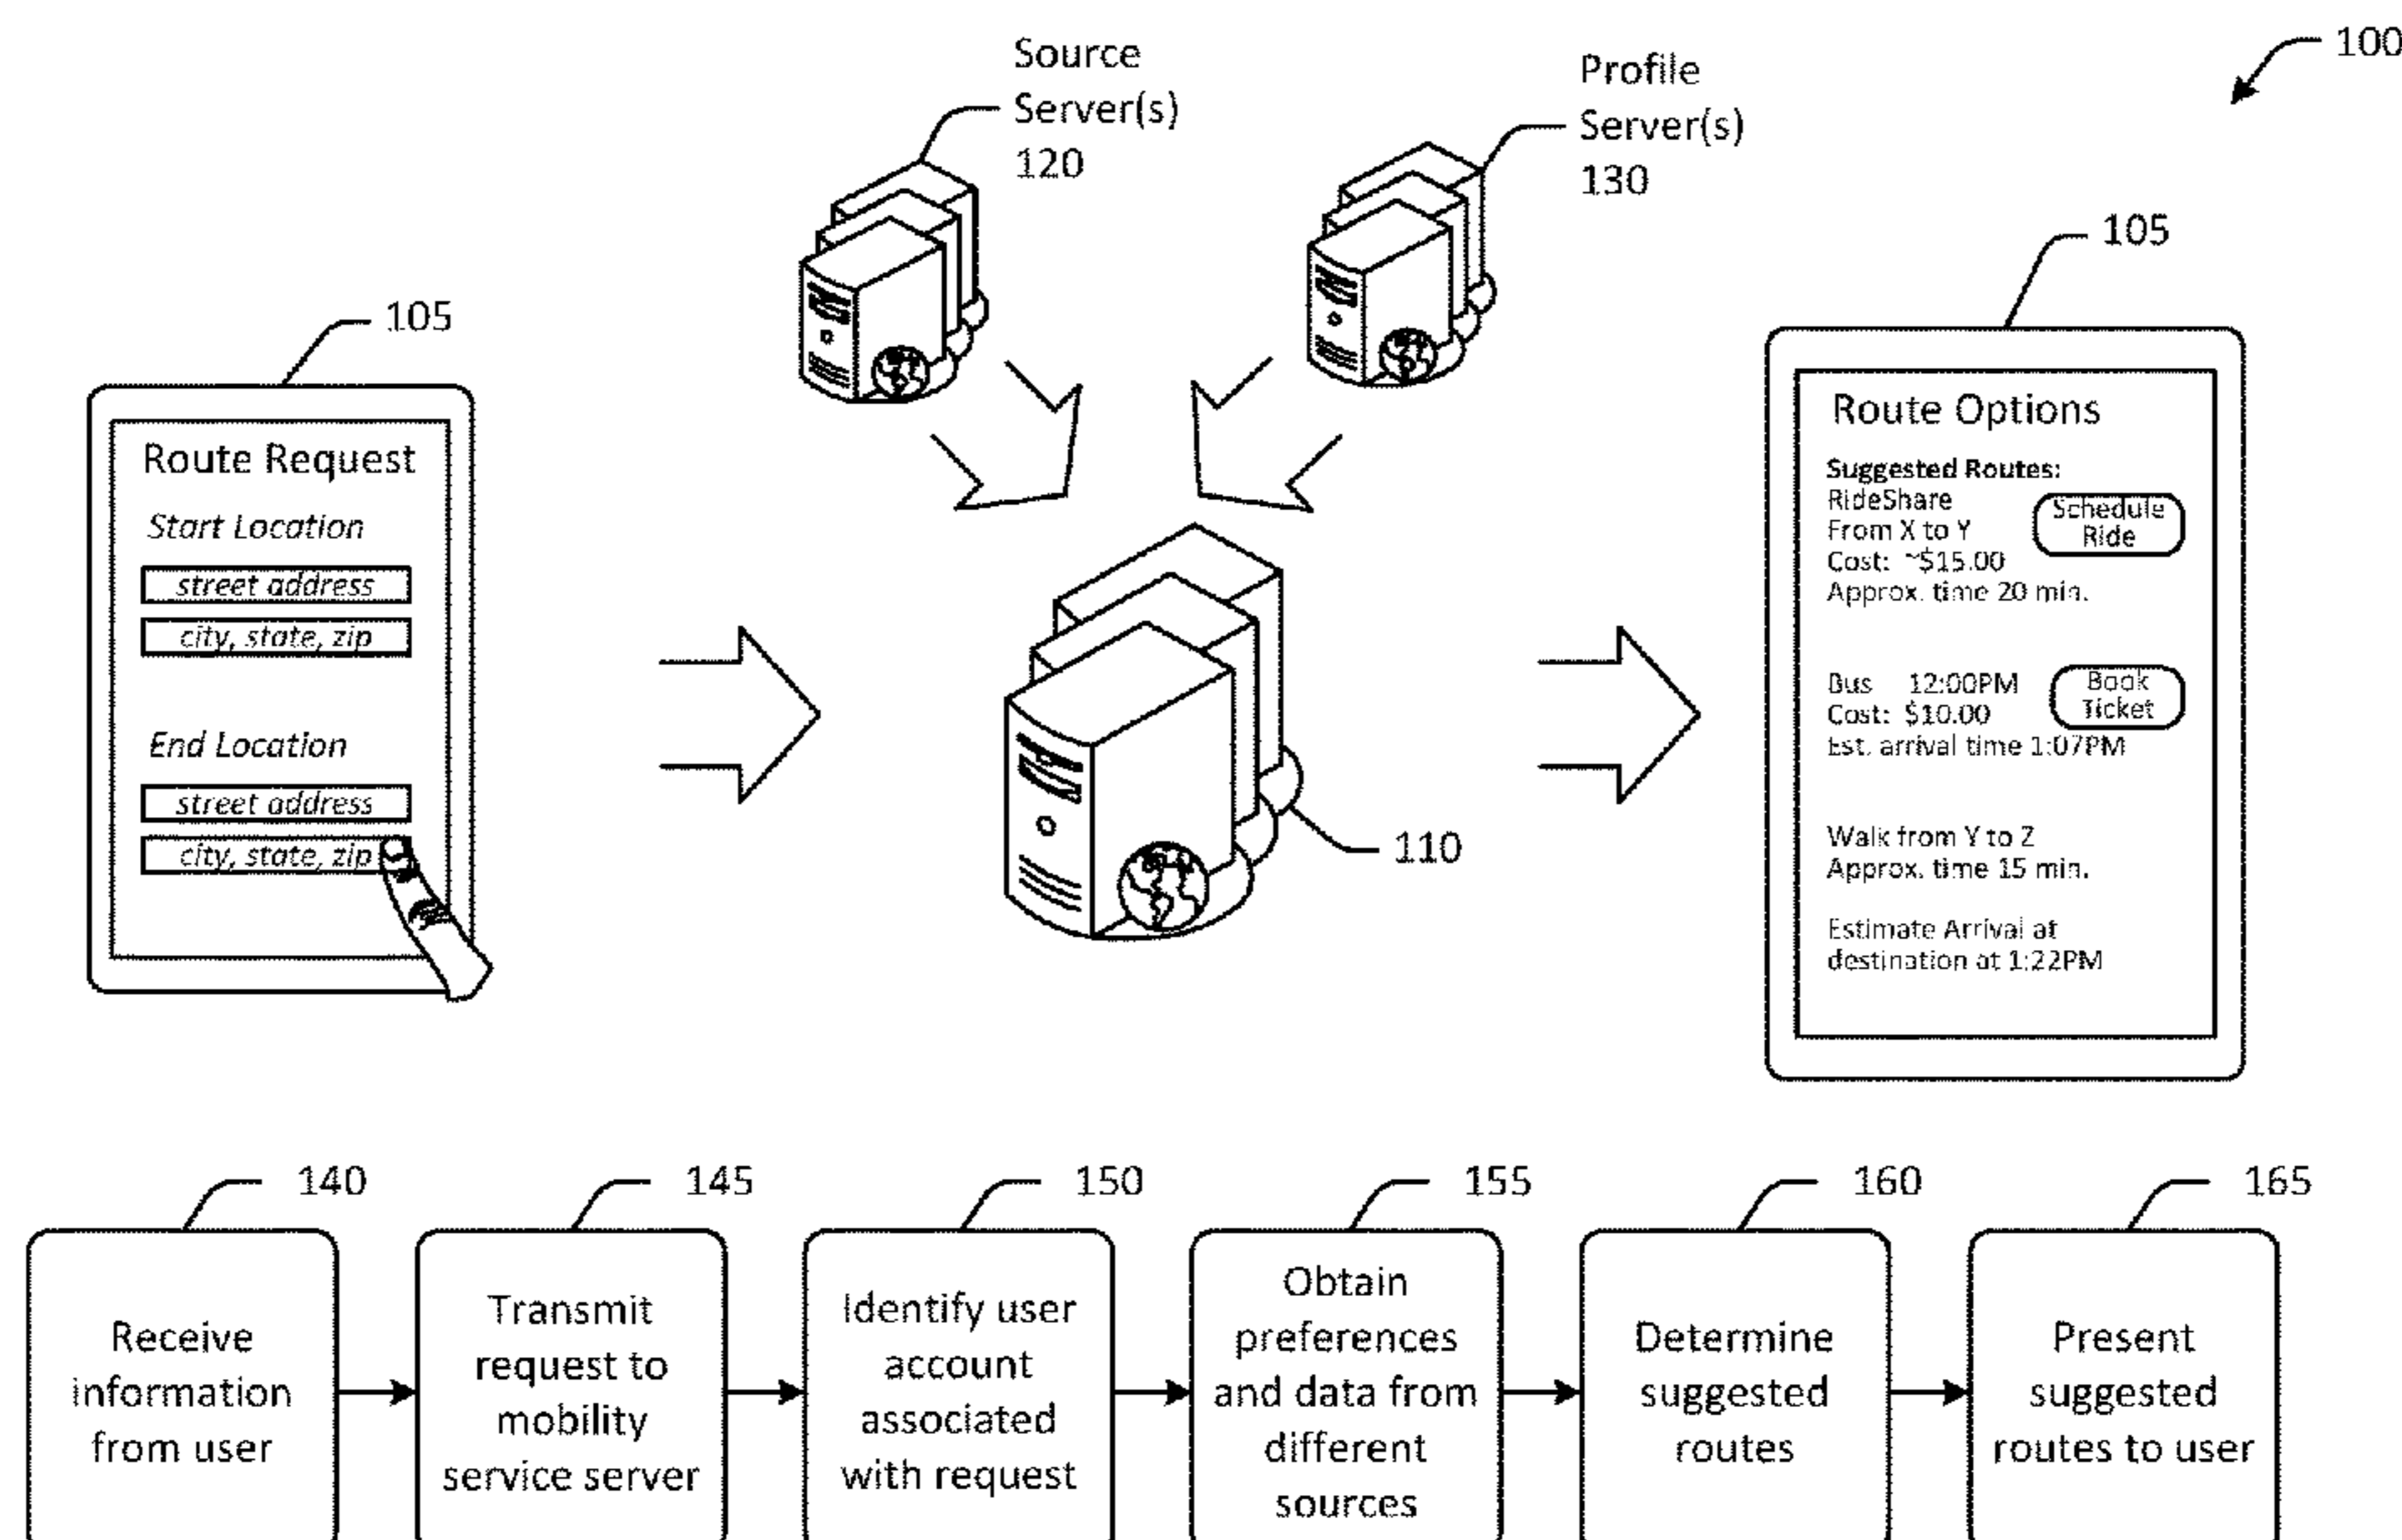 100
Source
Server(s)
120
Profile
Server(s)
130
105
Route Request
Start Location
street address
city, state, zip
End Location
street address
city, state, zip
110
105
Route Options
Suggested Routes:
RideShare
From X to Y
Cost: ~$15.00
Approx. time 20 min.
Schedule
Ride
Bus 12:00PM
Cost: $10.00
Est. arrival time 1:07PM
Book
Ticket
Walk from Y to Z
Approx. time 15 min.
Estimate Arrival at
destination at 1:22PM
140
Receive
information
from user
145
Transmit
request to
mobility
service server
150
Identify user
account
associated
with request
155
Obtain
preferences
and data from
different
sources
160
Determine
suggested
routes
165
Present
suggested
routes to user